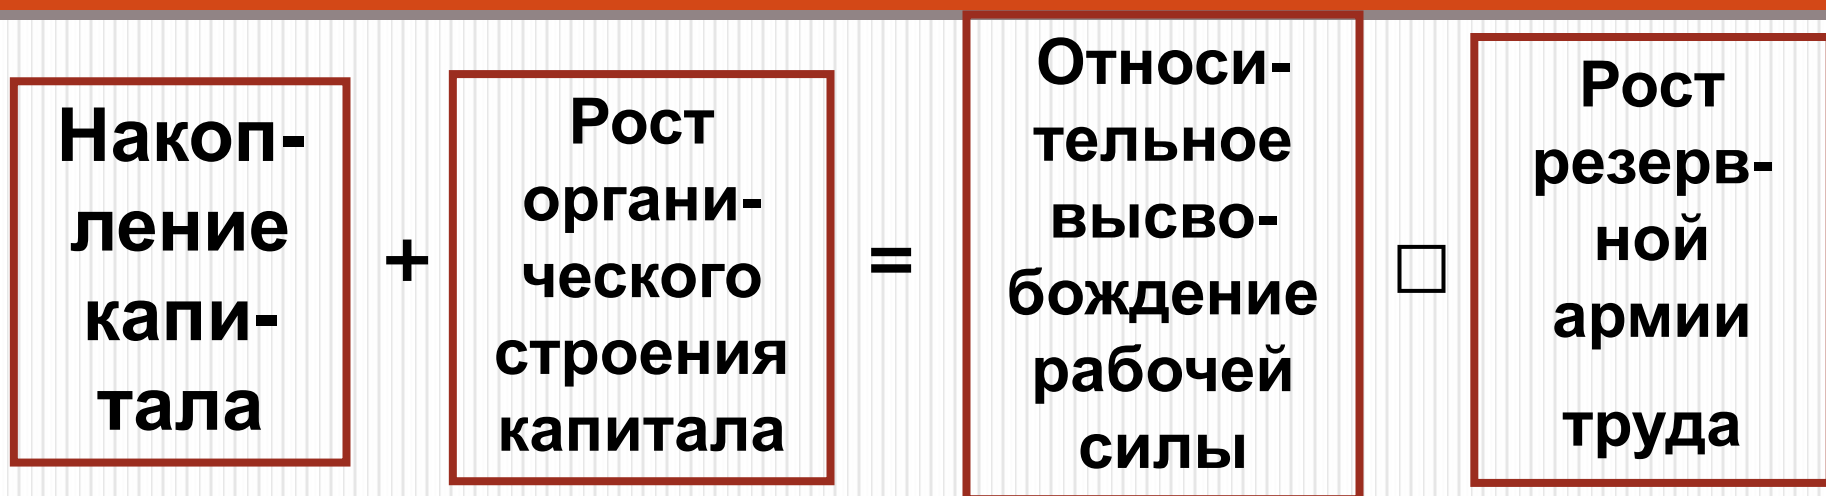 Накоп-
ление
капи-
тала
+
Рост
органи-
ческого
строения
капитала
=
Относи-
тельное
высво-
бождение
рабочей
силы
□
Рост
резерв-
ной
армии
труда